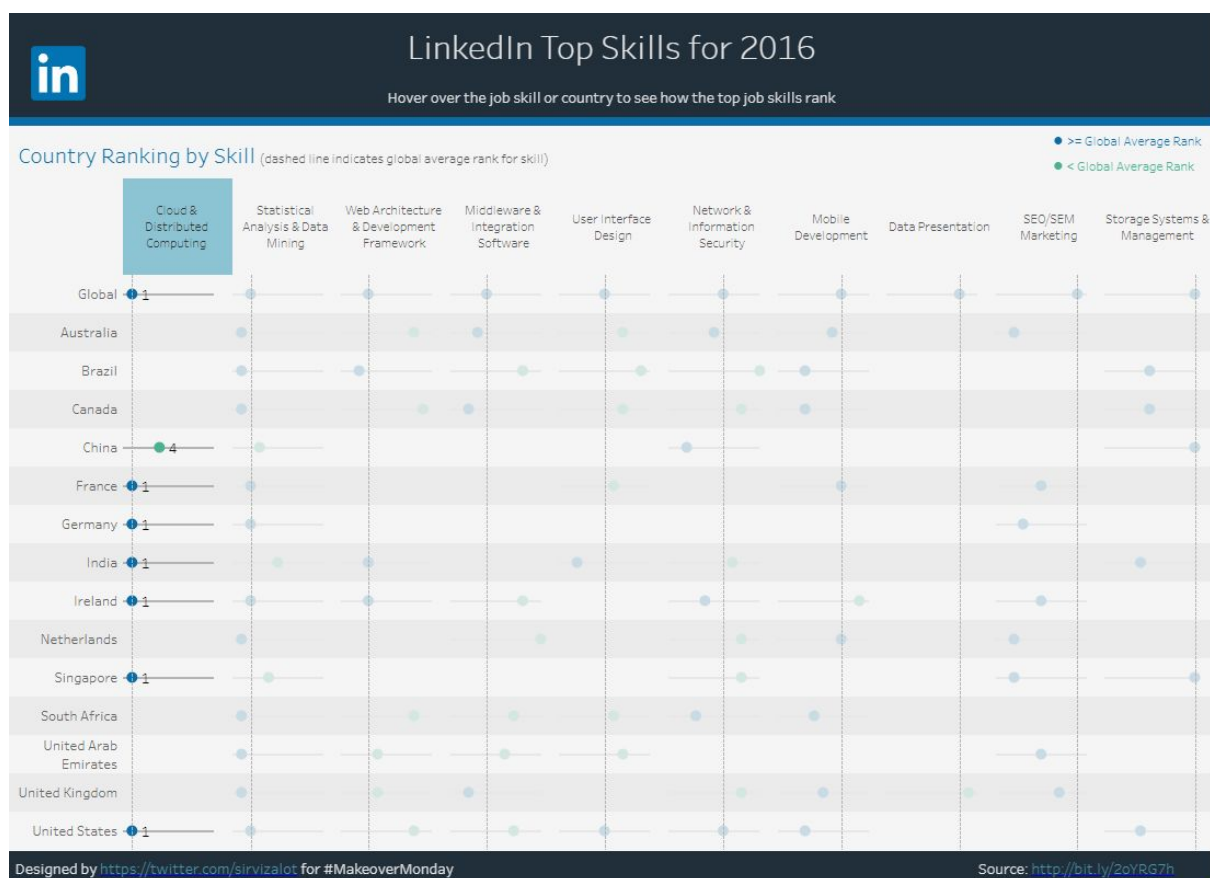 in
LinkedIn Top Skills for 2016
Hover over the job skill or country to see how the top job skills rank
Country Ranking by Skill (dashed line indicates global average rank for skill)
>= Global Average Rank
< Global Average Rank
Cloud &
Distributed
Computing
Statistical
Analysis & Data
Mining
Web Architecture
& Development
Framework
Middleware &
Integration
Software
User Interface
Design
Network &
Information
Security
Mobile
Development
Data Presentation
SEO/SEM
Marketing
Storage Systems &
Management
Global 1
Australia
Brazil
Canada
China 4
France 1
Germany 1
India 1
Ireland 1
Netherlands
Singapore 1
South Africa
United Arab
Emirates
United Kingdom
United States 1
Designed by https://twitter.com/sirvizalot for #MakeoverMonday
Source: http://bit.ly/2oYRG7h